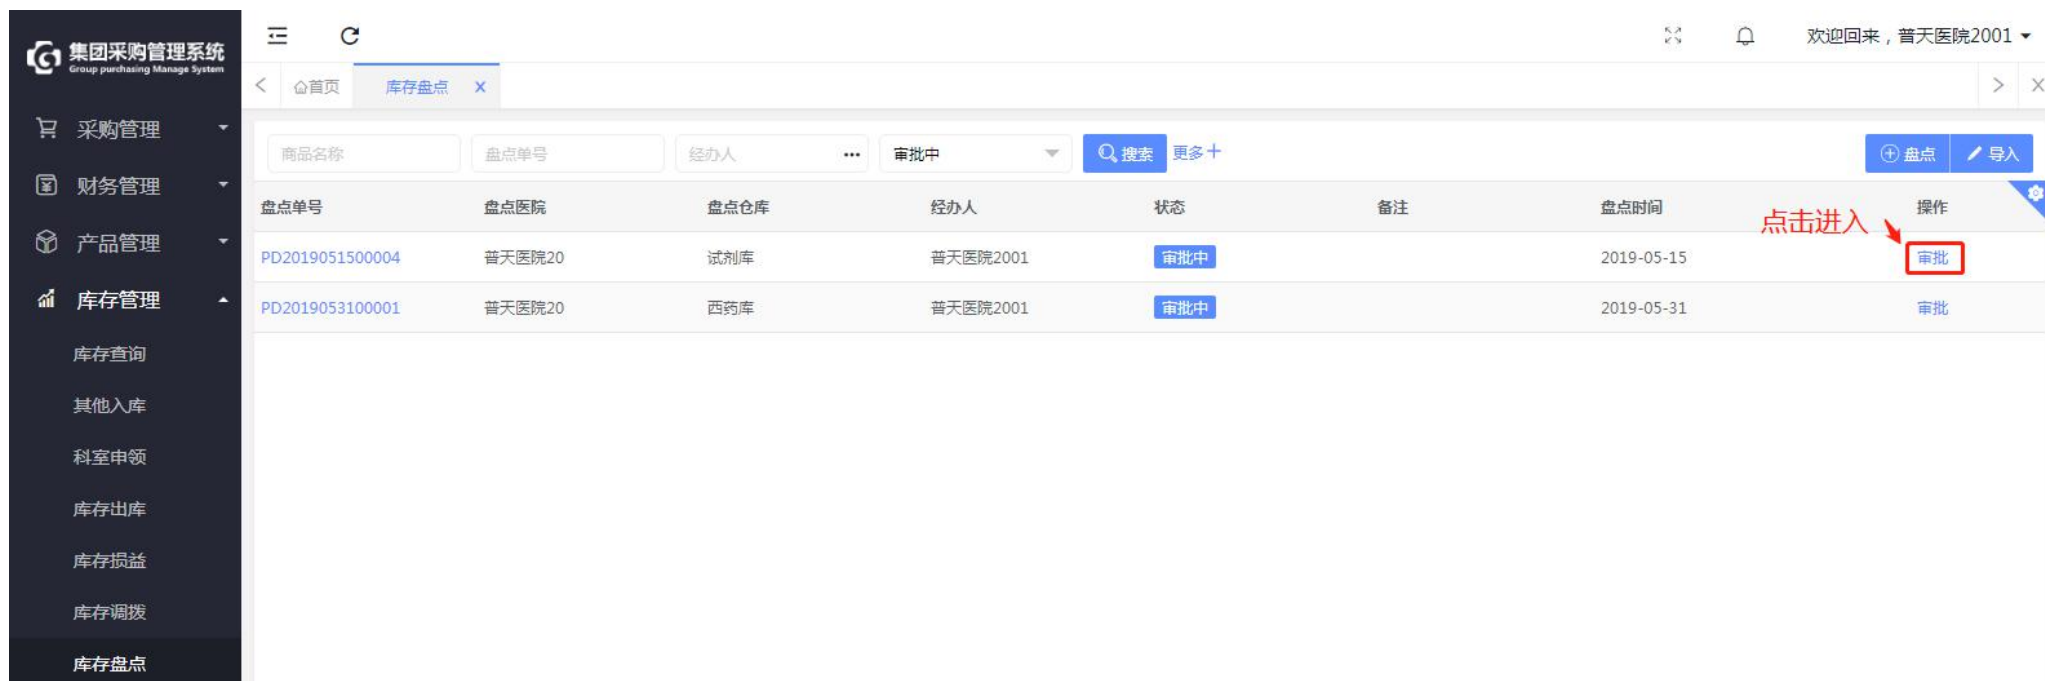 集团采购管理系统
Group purchasing Manage System
欢迎回来，普天医院2001
首页 库存盘点 X
采购管理
财务管理
产品管理
库存管理
库存查询
其他入库
科室申领
库存出库
库存损益
库存调拨
库存盘点
商品名称 盘点单号 经办人 ••• 审批中 搜索 更多+ 盘点 导入
盘点单号 盘点医院 盘点仓库 经办人 状态 备注 盘点时间 操作
点击进入
PD2019051500004 普天医院20 试剂库 普天医院2001 审批中 2019-05-15 审批
PD2019053100001 普天医院20 西药库 普天医院2001 审批中 2019-05-31 审批